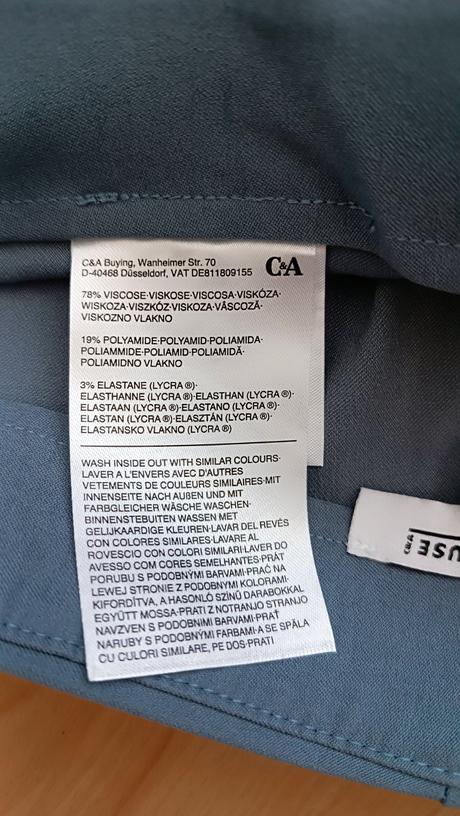 C&A Buying, Wanheimer Str. 70
D-40468 Düsseldorf, VAT DE811809155
C&A
78% VISCOSE·VISKOSE·VISCOSA·VISKÓZA·
WISKOZA·VISZKÓZ·VISKOZA·VÂSCOZĂ·
VISKOZNO VLAKNO
19% POLYAMIDE·POLYAMID·POLIAMIDA·
POLIAMMIDE·POLIAMID·POLIAMIDĂ·
POLIAMIDNO VLAKNO
3% ELASTANE (LYCRA ®)·
ELASTHANNE (LYCRA ®)·ELASTHAN (LYCRA ®)·
ELASTAAN (LYCRA ®)·ELASTANO (LYCRA ®)·
ELASTAN (LYCRA ®)·ELASZTÁN (LYCRA ®)·
ELASTANSKO VLAKNO (LYCRA ®)
WASH INSIDE OUT WITH SIMILAR COLOURS·
LAVER A L'ENVERS AVEC D'AUTRES
VETEMENTS DE COULEURS SIMILAIRES·MIT
INNENSEITE NACH AUßEN UND MIT
FARBGLEICHER WÄSCHE WASCHEN·
BINNENSTEBUITEN WASSEN MET
GELIJKAARDIGE KLEUREN·LAVAR DEL REVÉS
CON COLORES SIMILARES·LAVARE AL
ROVESCIO CON COLORI SIMILARI·LAVER DO
AVESSO COM CORES SEMELHANTES·PRÁT
PORUBU S PODOBNÝMI BARVAMI·PRAĆ NA
LEWEJ STRONIE Z PODOBNYMI KOLORAMI·
KIFORDÍTVA, A HASONLÓ SZÍNŰ DARABOKKAL
EGYÜTT MOSSA·PRATI Z NOTRANJO STRANJO
NAVZVEN S PODOBNIMI BARVAMI·PRAŤ
NARUBY S PODOBNÝMI FARBAMI·A SE SPĂLA
CU CULORI SIMILARE, PE DOS·PRATI
C&A